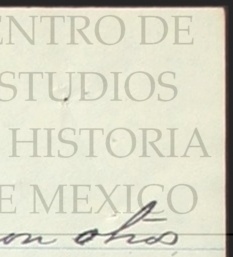 ENTRO DE
STUDIOS
HISTORIA
E MEXICO
on otros